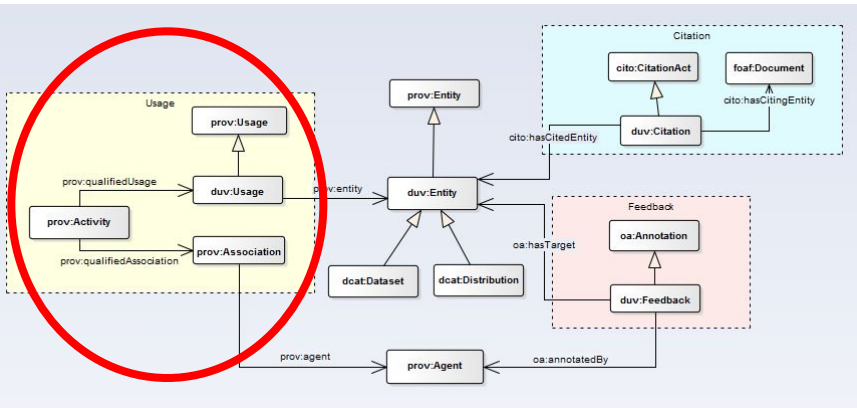 Citation
cito:CitationAct
foaf:Document
cito:hasCitingEntity
prov:Entity
Usage
prov:Usage
duv:Citation
cito:hasCitedEntity
prov:qualifiedUsage
duv:Usage
prov:entity
duv:Entity
Feedback
prov:Activity
oa:Annotation
oa:hasTarget
prov:Association
prov:qualifiedAssociation
dcat:Dataset
dcat:Distribution
duv:Feedback
prov:agent
prov:Agent
oa:annotatedBy